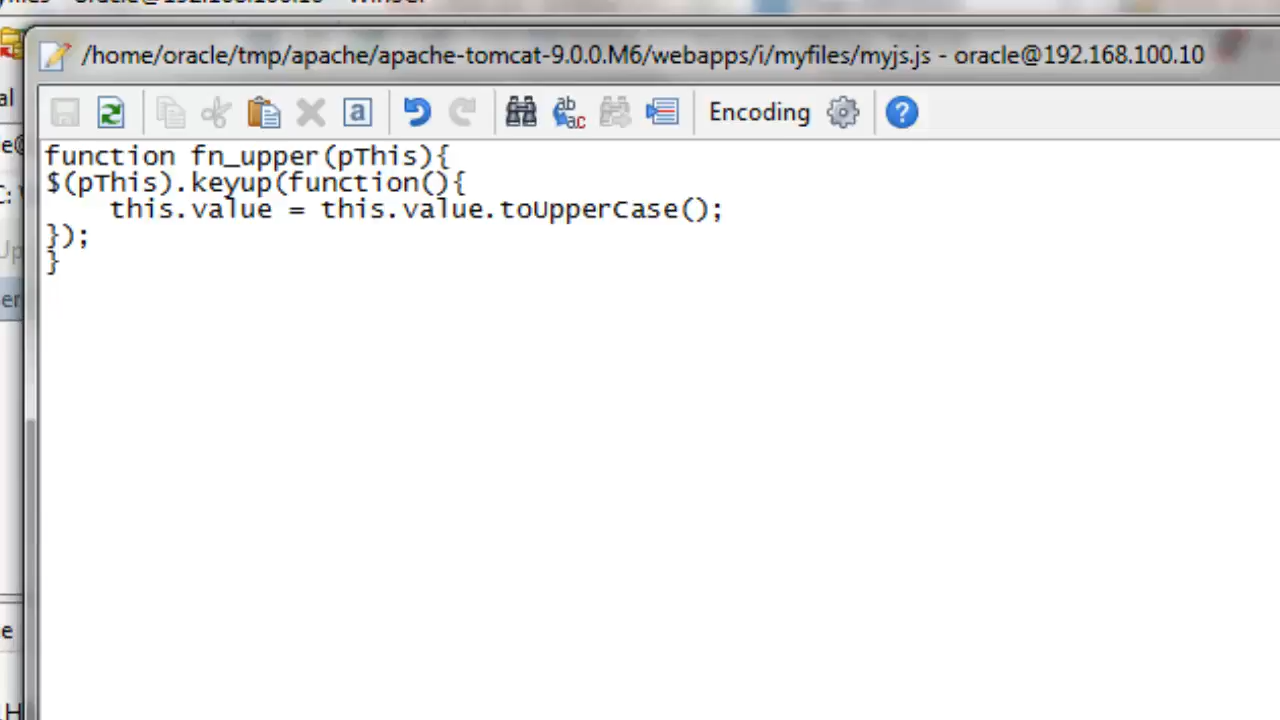 /home/oracle/tmp/apache/apache-tomcat-9.0.0.M6/webapps/i/myfiles/myjs.js - oracle@192.168.100.10
Encoding
function fn_upper(pThis){
$(pThis).keyup(function(){
    this.value = this.value.toUpperCase();
});
}